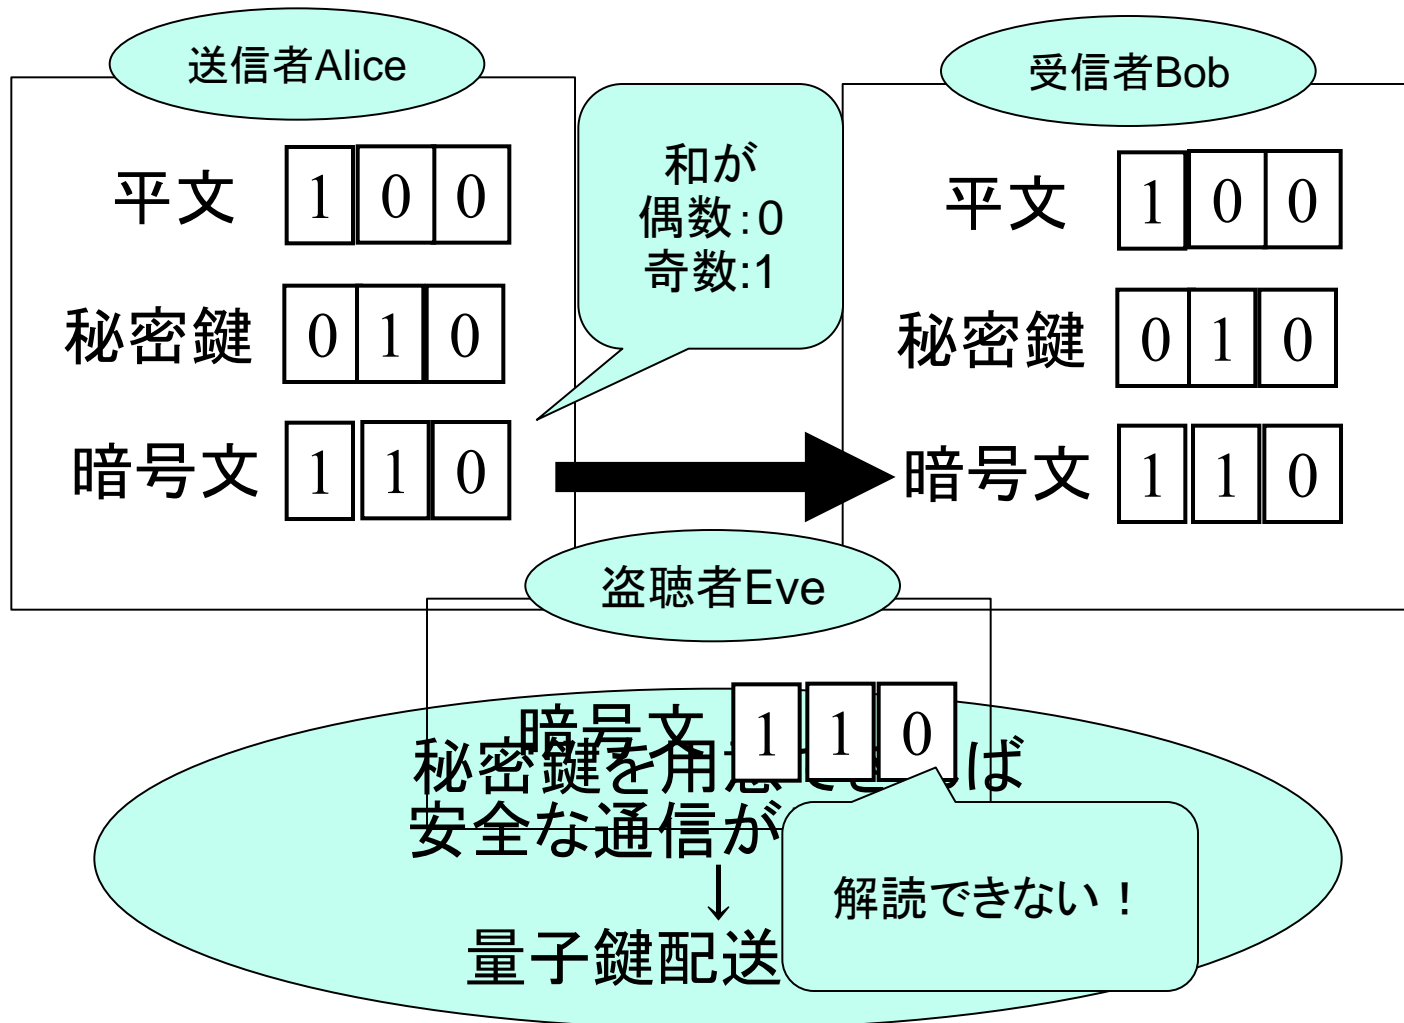 送信者Alice
受信者Bob
平文 1 0 0
和が
偶数:0
奇数:1
平文 1 0 0
秘密鍵 0 1 0
秘密鍵 0 1 0
暗号文 1 1 0
暗号文 1 1 0
盗聴者Eve
暗号文 1 1 0
秘密鍵を用意で ば
安全な通信が
↓
量子鍵配送
解読できない！